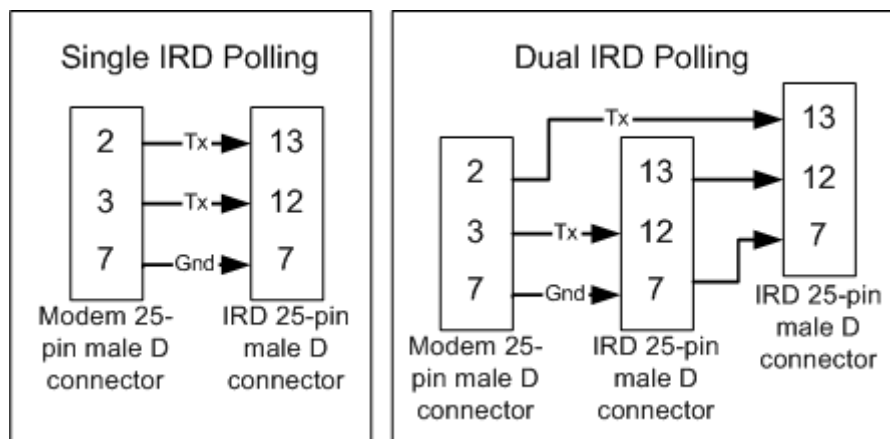 Single IRD Polling
2
Tx
13
3
Tx
12
7
Gnd
7
Modem 25-
pin male D
connector
IRD 25-pin
male D
connector
Dual IRD Polling
2
Tx
13
3
Tx
7
Gnd
13
12
7
12
7
Modem 25-
pin male D
connector
IRD 25-pin
male D
connector
IRD 25-pin
male D
connector